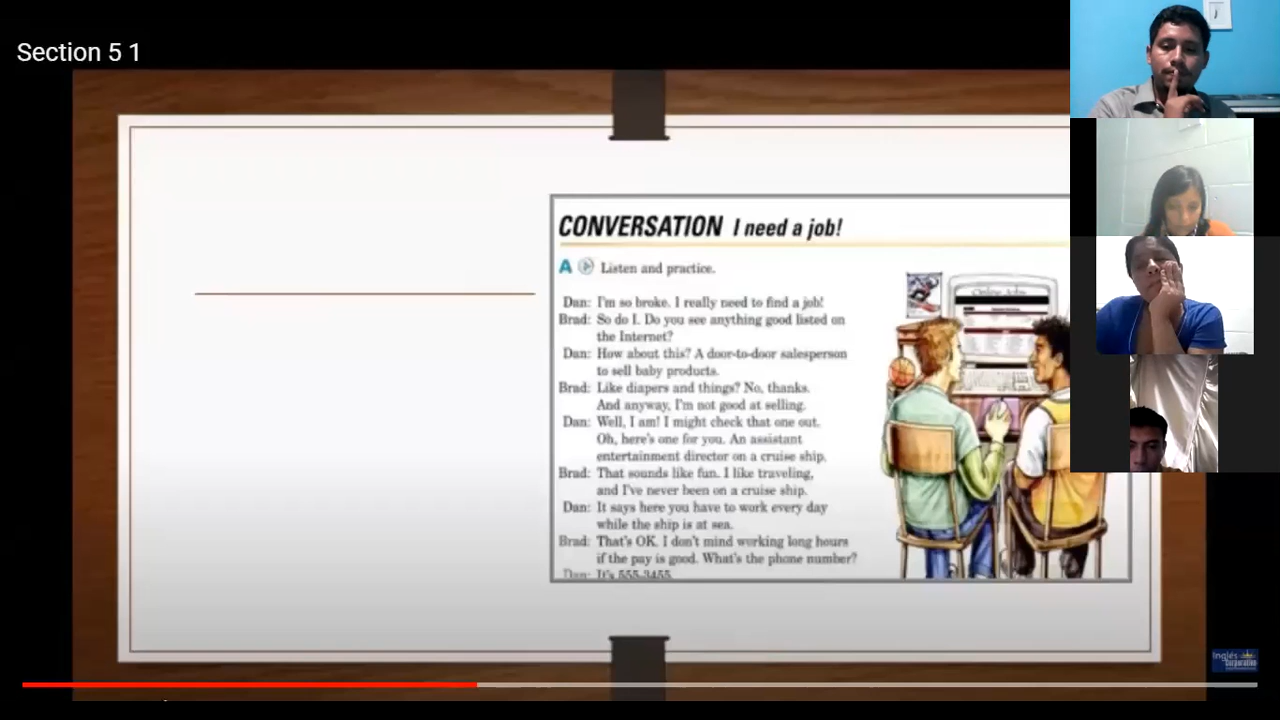 Section 5 1
CONVERSATION I need a job!
A Listen and practice.
Dan: I'm so broke. I really need to find a job!
Brad: So do I. Do you see anything good listed on
the Internet?
Dan: How about this? A door-to-door salesperson
to sell baby products.
Brad: Like diapers and things? No, thanks.
And anyway, I'm not good at selling.
Dan: Well, I am! I might check that one out.
Oh, here's one for you. An assistant
entertainment director on a cruise ship.
Brad: That sounds like fun. I like traveling,
and I've never been on a cruise ship.
Dan: It says here you have to work every day
while the ship is at sea.
Brad: That's OK. I don't mind working long hours
if the pay is good. What's the phone number?
Dan: It's 555-3455.
Online Jobs
Inglés
Corporativo